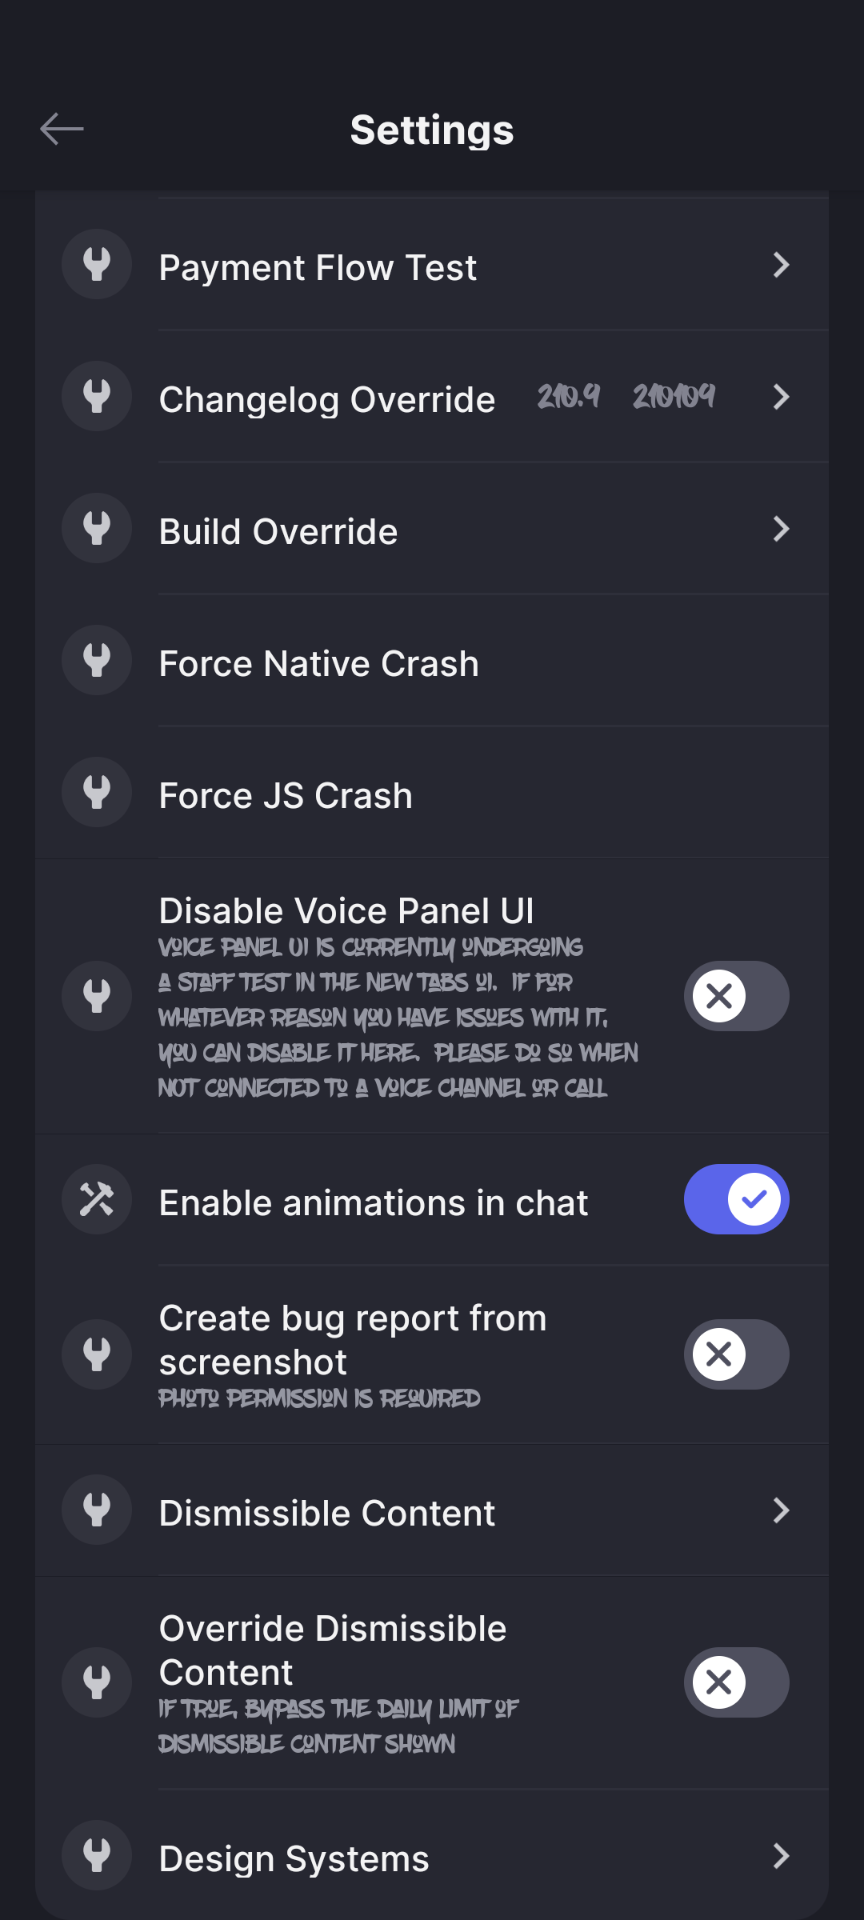 Settings
Payment Flow Test
Changelog Override 210.9 210109
Build Override
Force Native Crash
Force JS Crash
Disable Voice Panel UI
VOICE PANEL UI IS CURRENTLY UNDERGOING
A STAFF TEST IN THE NEW TABS UI. IF FOR
WHATEVER REASON YOU HAVE ISSUES WITH IT,
YOU CAN DISABLE IT HERE. PLEASE DO SO WHEN
NOT CONNECTED TO A VOICE CHANNEL OR CALL
Enable animations in chat
Create bug report from
screenshot
PHOTO PERMISSION IS REQUIRED
Dismissible Content
Override Dismissible
Content
IF TRUE, BYPASS THE DAILY LIMIT OF
DISMISSIBLE CONTENT SHOWN
Design Systems